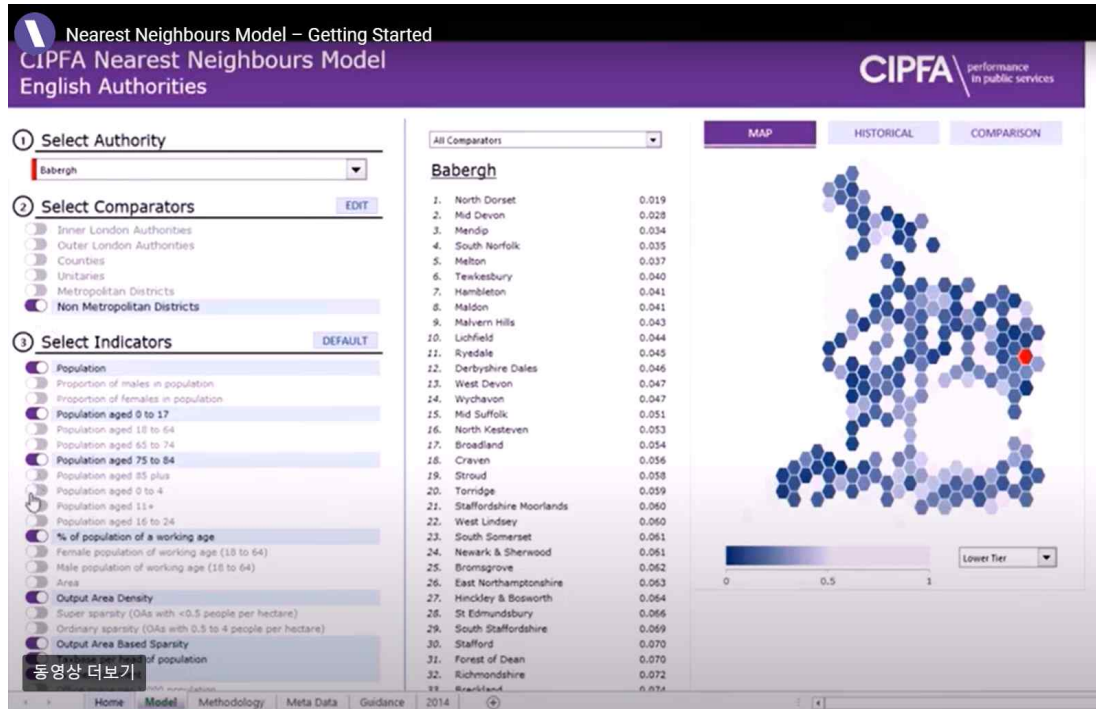 Nearest Neighbours Model – Getting Started
CIPFA Nearest Neighbours Model
English Authorities
CIPFA performance in public services
1 Select Authority
Babergh
2 Select Comparators EDIT
Inner London Authorities
Outer London Authorities
Counties
Unitaries
Metropolitan Districts
Non Metropolitan Districts
3 Select Indicators DEFAULT
Population
Proportion of males in population
Proportion of females in population
Population aged 0 to 17
Population aged 18 to 64
Population aged 65 to 74
Population aged 75 to 84
Population aged 85 plus
Population aged 0 to 4
Population aged 11+
Population aged 16 to 24
% of population of a working age
Female population of working age (18 to 64)
Male population of working age (18 to 64)
Area
Output Area Density
Super sparsity (OAs with <0.5 people per hectare)
Ordinary sparsity (OAs with 0.5 to 4 people per hectare)
Output Area Based Sparsity
Taxbase per head of population
동영상 더보기
All Comparators
Babergh
1. North Dorset 0.019
2. Mid Devon 0.028
3. Mendip 0.034
4. South Norfolk 0.035
5. Melton 0.037
6. Tewkesbury 0.040
7. Hambleton 0.041
8. Maldon 0.041
9. Malvern Hills 0.043
10. Lichfield 0.044
11. Ryedale 0.045
12. Derbyshire Dales 0.046
13. West Devon 0.047
14. Wychavon 0.047
15. Mid Suffolk 0.051
16. North Kesteven 0.053
17. Broadland 0.054
18. Craven 0.056
19. Stroud 0.058
20. Torridge 0.059
21. Staffordshire Moorlands 0.060
22. West Lindsey 0.060
23. South Somerset 0.061
24. Newark & Sherwood 0.061
25. Bromsgrove 0.062
26. East Northamptonshire 0.063
27. Hinckley & Bosworth 0.064
28. St Edmundsbury 0.066
29. South Staffordshire 0.069
30. Stafford 0.070
31. Forest of Dean 0.070
32. Richmondshire 0.072
33. Breckland 0.074
MAP HISTORICAL COMPARISON
0 0.5 1
Lower Tier
Home Model Methodology Meta Data Guidance 2014